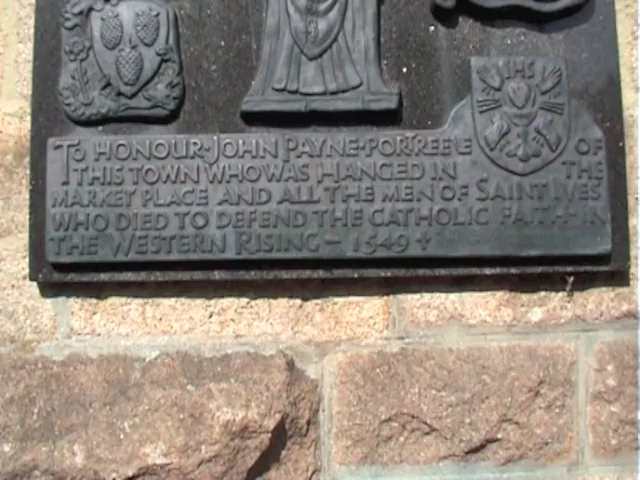 IHS
TO HONOUR·JOHN PAYNE·PORTREEVE OF
THIS TOWN WHO WAS HANGED IN THE
MARKET PLACE AND ALL THE MEN OF SAINT IVES
WHO DIED TO DEFEND THE CATHOLIC FAITH·IN
THE WESTERN RISING – 1549 +